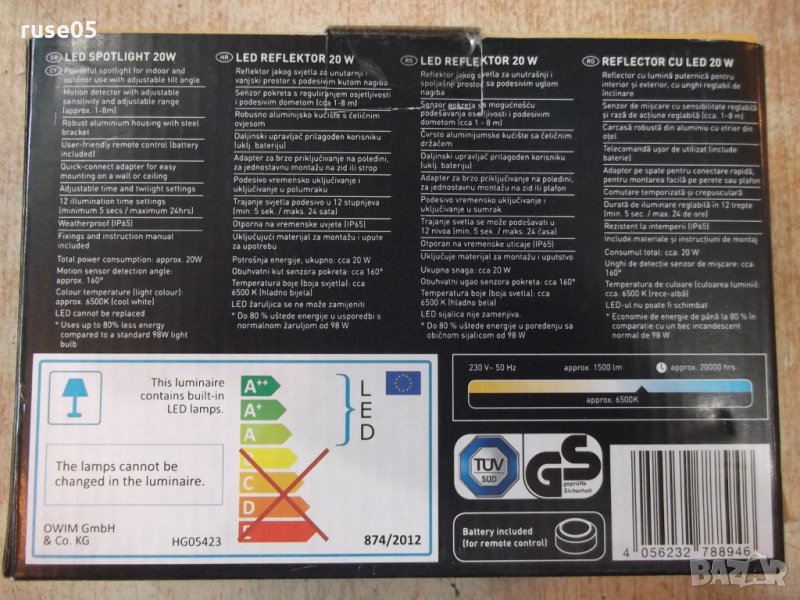 ruse05
GB LED SPOTLIGHT 20W
CY Powerful spotlight for indoor and
outdoor use with adjustable tilt angle
Motion detector with adjustable
sensitivity and adjustable range
(approx. 1-8m)
Robust aluminium housing with steel
bracket
User-friendly remote control (battery
included)
Quick-connect adapter for easy
mounting on a wall or ceiling
Adjustable time and twilight settings
12 illumination time settings
(minimum 5 secs / maximum 24hrs)
Weatherproof (IP65)
Fixings and instruction manual
included
Total power consumption: approx. 20W
Motion sensor detection angle:
approx. 160°
Colour temperature (light colour):
approx. 6500K (cool white)
LED cannot be replaced
* Uses up to 80% less energy
compared to a standard 98W light
bulb
HR LED REFLEKTOR 20 W
Reflektor jakog svjetla za unutarnji i
vanjski prostor s podesivim kutom nagiba
Senzor pokreta s reguliranjem osjetljivosti
i podesivim dometom (cca 1-8 m)
Robusno aluminijsko kućište s čeličnim
ovjesom
Daljinski upravljač prilagođen korisniku
(uklj. bateriju)
Adapter za brzo priključivanje na poleđini,
za jednostavnu montažu na zid ili strop
Podesivo vremensko uključivanje i
uključivanje u polumraku
Trajanje svjetla podesivo u 12 stupnjeva
(min. 5 sek. / maks. 24 sata)
Otporna na vremenske uvjete (IP65)
Uključujući materijal za montažu i upute
za upotrebu
Potrošnja energije, ukupno: cca 20 W
Obuhvatni kut senzora pokreta: cca 160°
Temperatura boje (boja svjetla): cca
6500 K (hladno bijela)
LED žaruljica se ne može zamijeniti
* Do 80 % uštede energije u usporedbi s
normalnom žaruljom od 98 W
RS LED REFLEKTOR 20 W
Reflektor jakog svetla za unutrašnji i
spoljašnji prostor sa podesivim uglom
nagiba
Senzor pokreta sa mogućnošću
podešavanja osetljivosti i podesivim
dometom (cca 1 - 8 m)
Čvrsto aluminijumsko kućište sa čeličnim
držačem
Daljinski upravljač prilagođen korisniku
(uklj. bateriju)
Adapter za brzo priključivanje na poleđini,
za jednostavnu montažu na zid ili plafon
Podesivo vremensko uključivanje i
uključivanje u sumrak
Trajanje svetla se može podešavati u
12 nivoa (min. 5 sek. / maks. 24 časa)
Otporan na vremenske uticaje (IP65)
Uključuje materijal za montažu i uputstvo
Ukupna snaga: cca 20 W
Obuhvatni ugao senzora pokreta: cca 160°
Temperatura boje (boja svetla): cca
6500 K (hladno bela)
LED sijalica nije zamenjiva.
* Do 80 % uštede energije u poređenju sa
običnom sijalicom od 98 W
RO REFLECTOR CU LED 20 W
Reflector cu lumină puternică pentru
interior și exterior, cu unghi reglabil de
înclinare
Senzor de mișcare cu sensibilitate reglabilă
și rază de acțiune reglabilă (cca. 1-8 m)
Carcasă robustă din aluminiu cu etrier din
oțel
Telecomandă ușor de utilizat (include
baterie)
Adaptor pe spate pentru conectare rapidă,
pentru montarea facilă pe perete sau plafon
Comutare temporizată și crepusculară
Durată de iluminare reglabilă în 12 trepte
(min. 5 sec. / max. 24 de ore)
Rezistent la intemperii (IP65)
Include materiale și instrucțiuni de montaj
Consumul total: cca. 20 W
Unghi de detecție senzor de mișcare: cca.
160°
Temperatura de culoare (culoarea luminii):
cca. 6500 K (rece-albă)
LED-ul nu poate fi schimbat
* Economie de energie de până la 80 % în
comparație cu un bec incandescent
normal de 98 W
This luminaire
contains built-in
LED lamps.
The lamps cannot be
changed in the luminaire.
A++
A+
A
C
D
E
L
E
D
OWIM GmbH
& Co. KG
HG05423
874/2012
230 V~ 50 Hz
approx. 1500 lm
approx. 20000 hrs
approx. 6500K
TÜV
SÜD
GS
geprüfte
Sicherheit
Battery included
(for remote control)
4 056232 788946
BAZAR